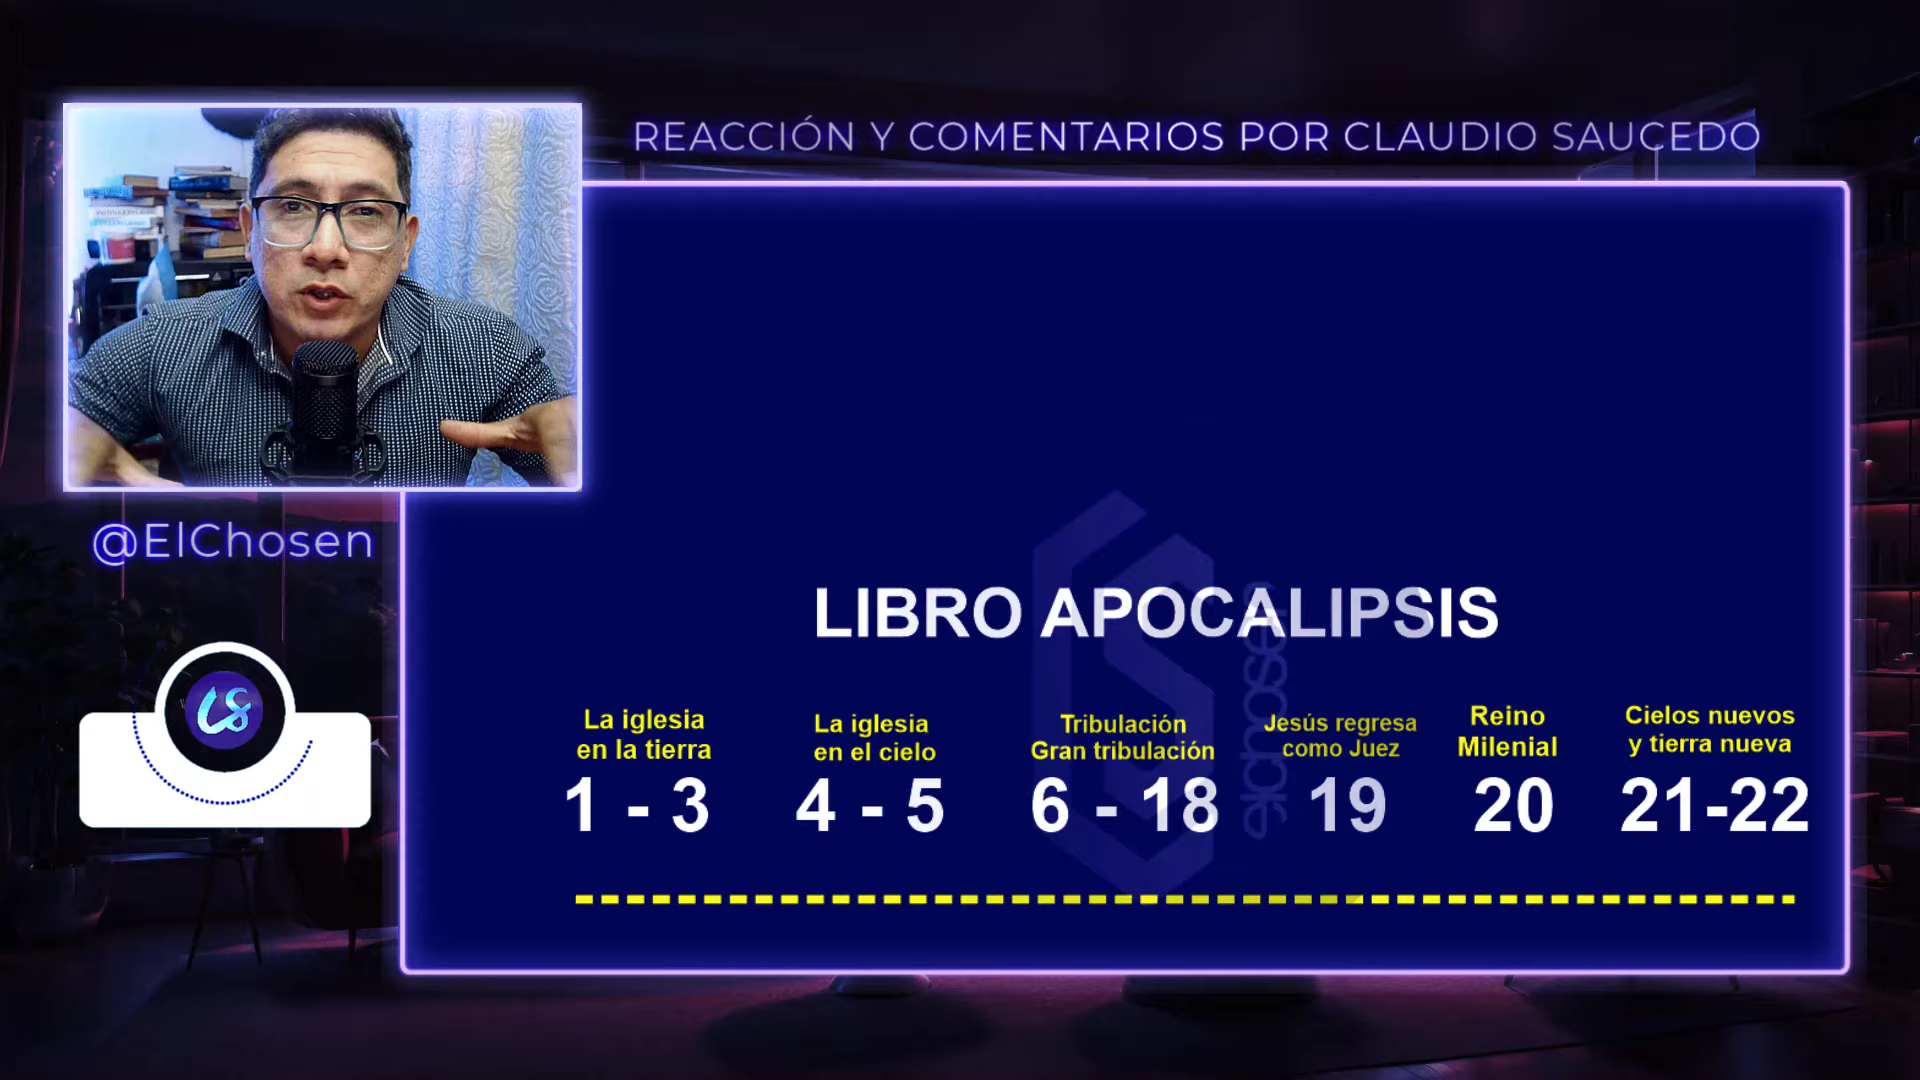 REACCIÓN Y COMENTARIOS POR CLAUDIO SAUCEDO
@ElChosen
LIBRO APOCALIPSIS
La iglesia
en la tierra
1 - 3
La iglesia
en el cielo
4 - 5
Tribulación
Gran tribulación
6 - 18
Jesús regresa
como Juez
19
Reino
Milenial
20
Cielos nuevos
y tierra nueva
21-22
elchosen